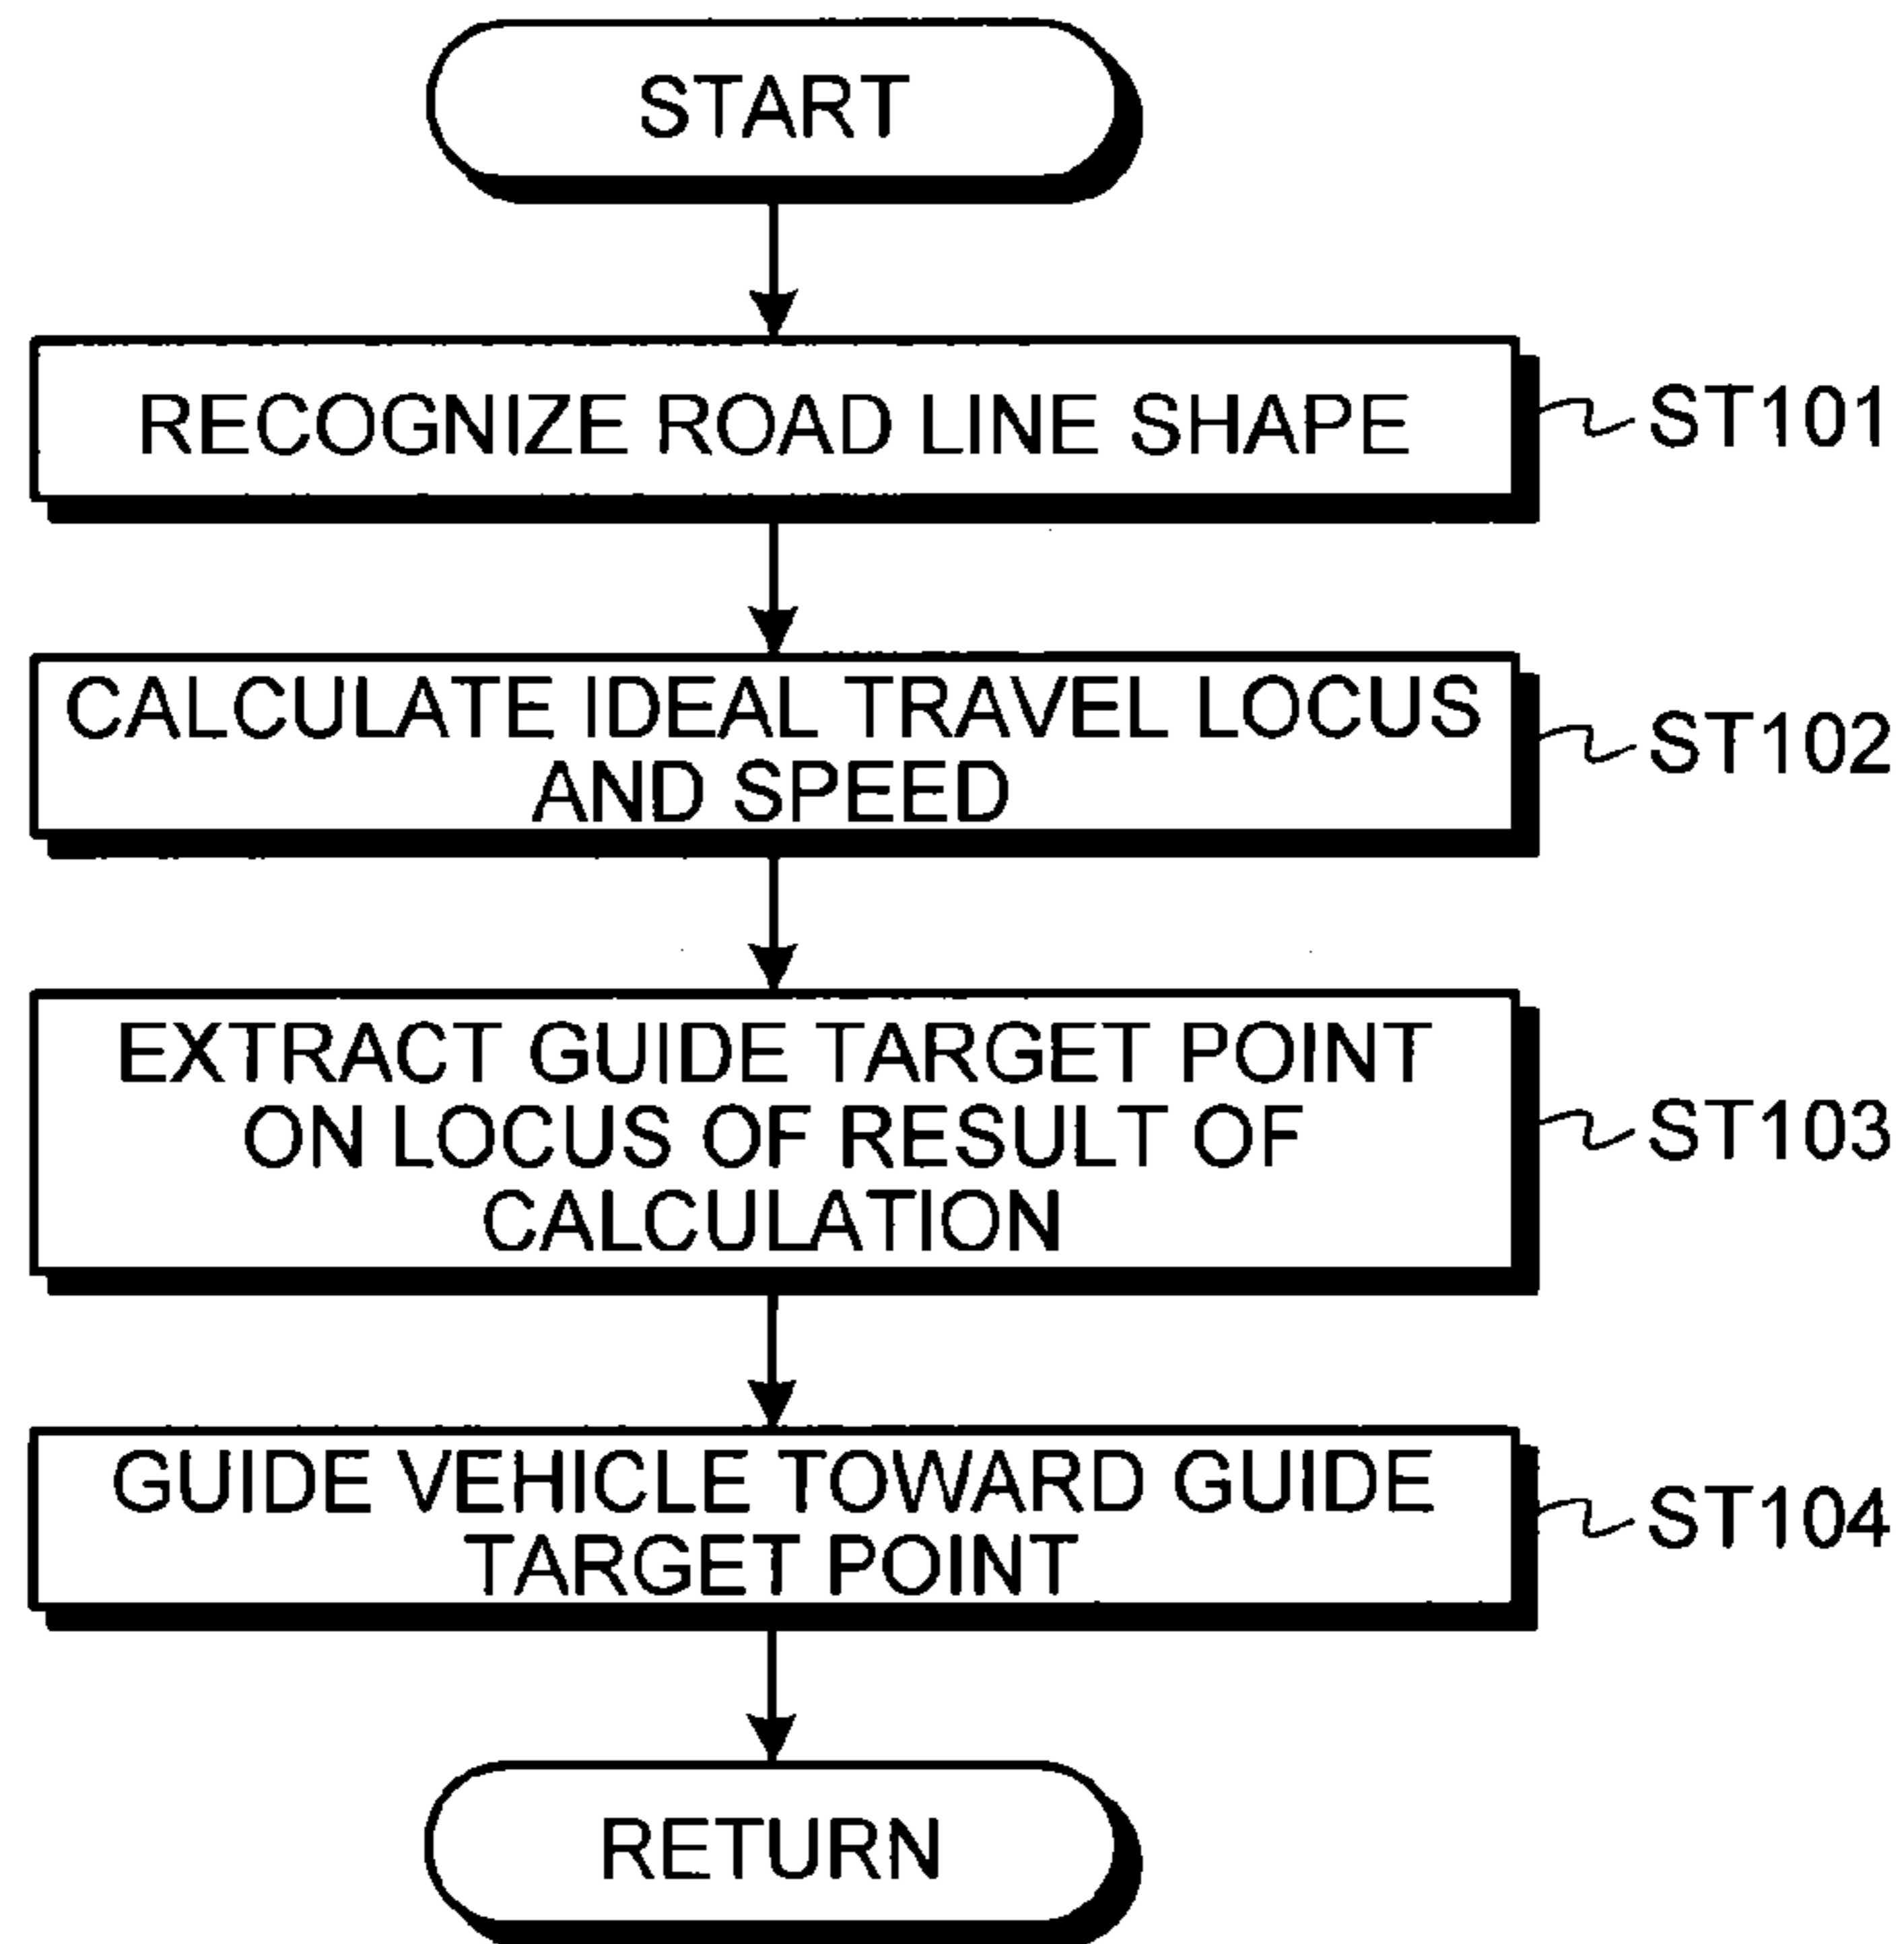 START
RECOGNIZE ROAD LINE SHAPE
ST101
CALCULATE IDEAL TRAVEL LOCUS
AND SPEED
ST102
EXTRACT GUIDE TARGET POINT
ON LOCUS OF RESULT OF
CALCULATION
ST103
GUIDE VEHICLE TOWARD GUIDE
TARGET POINT
ST104
RETURN